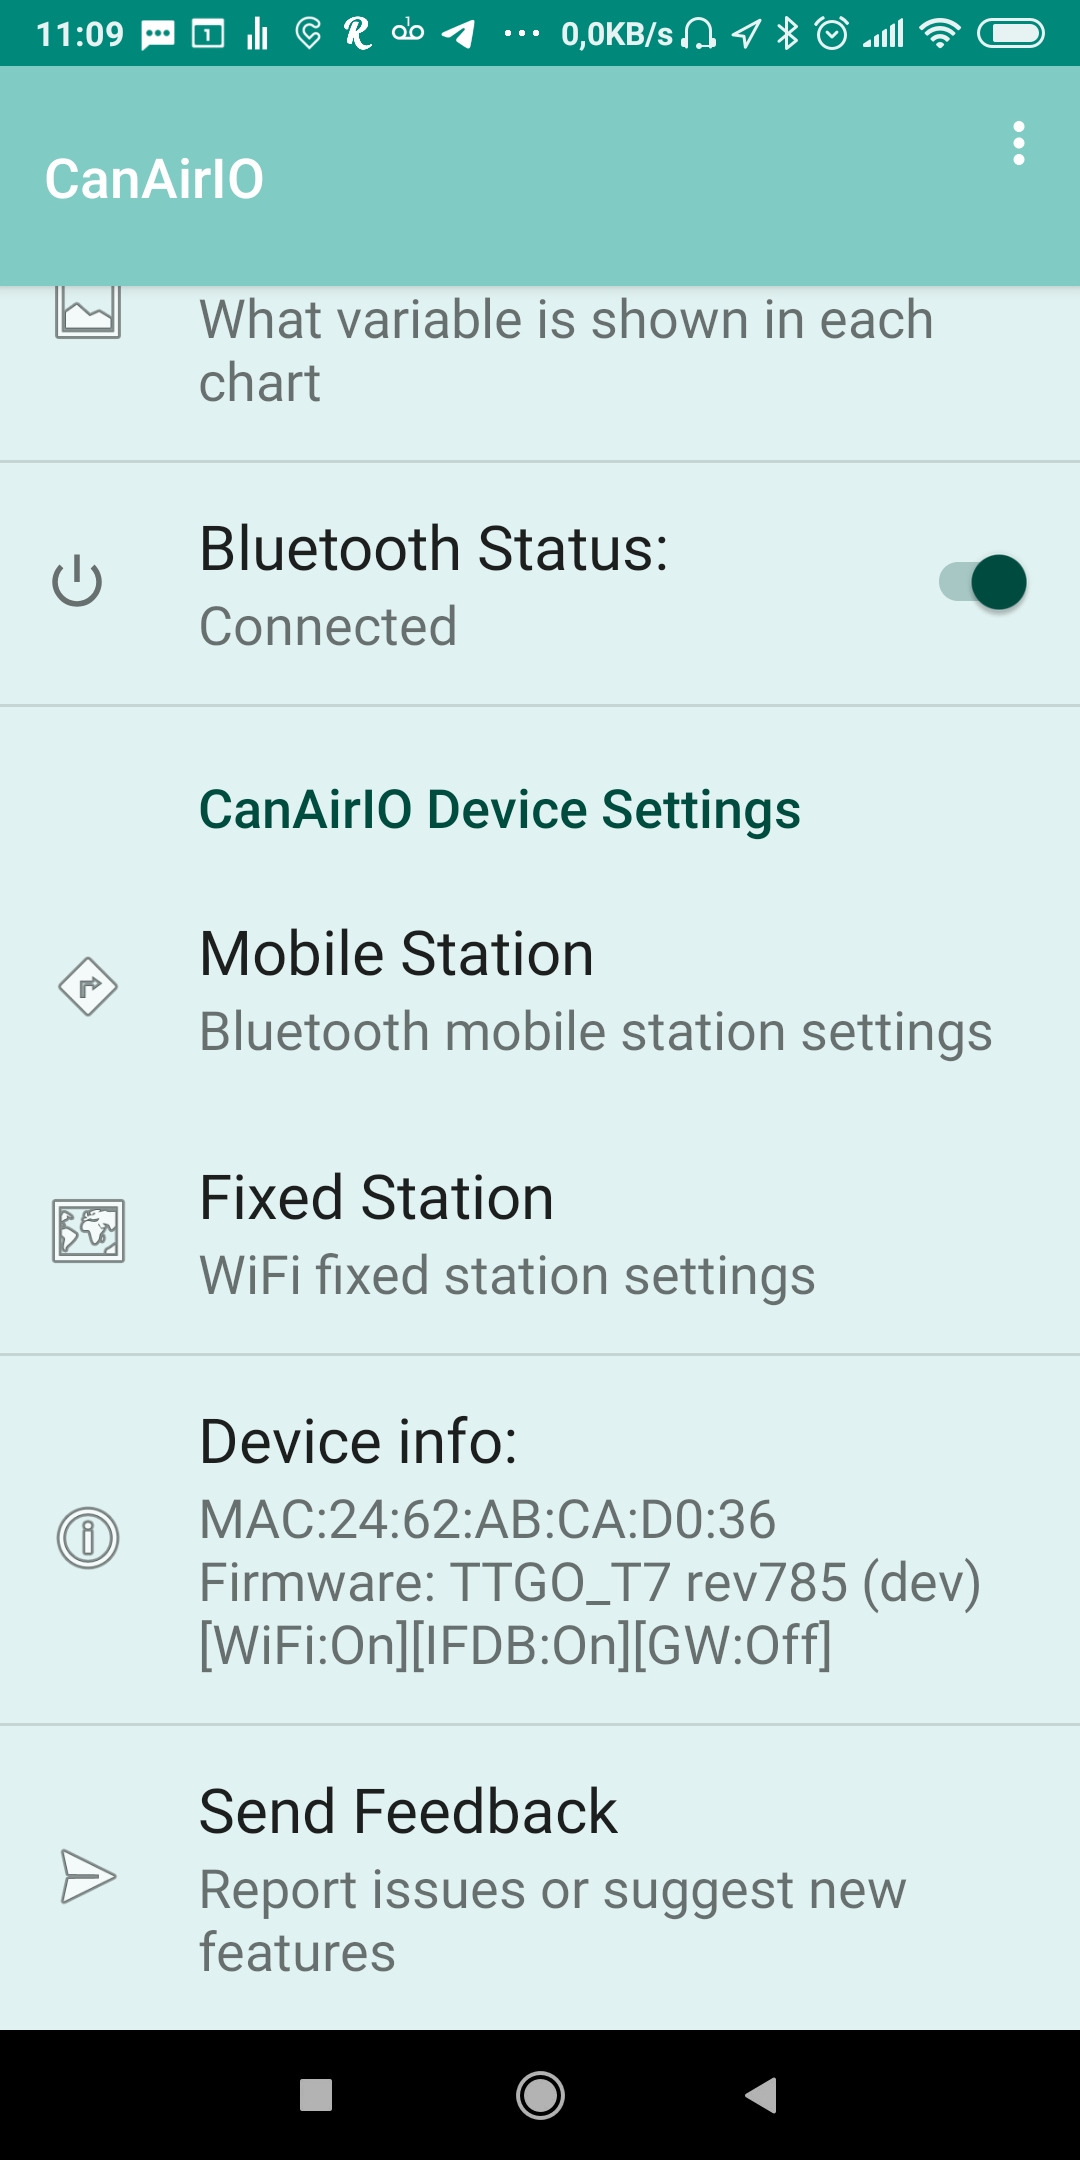 11:09
1
0,0KB/s
CanAirIO
What variable is shown in each
chart
Bluetooth Status:
Connected
CanAirIO Device Settings
Mobile Station
Bluetooth mobile station settings
Fixed Station
WiFi fixed station settings
Device info:
MAC:24:62:AB:CA:D0:36
Firmware: TTGO_T7 rev785 (dev)
[WiFi:On][IFDB:On][GW:Off]
Send Feedback
Report issues or suggest new
features